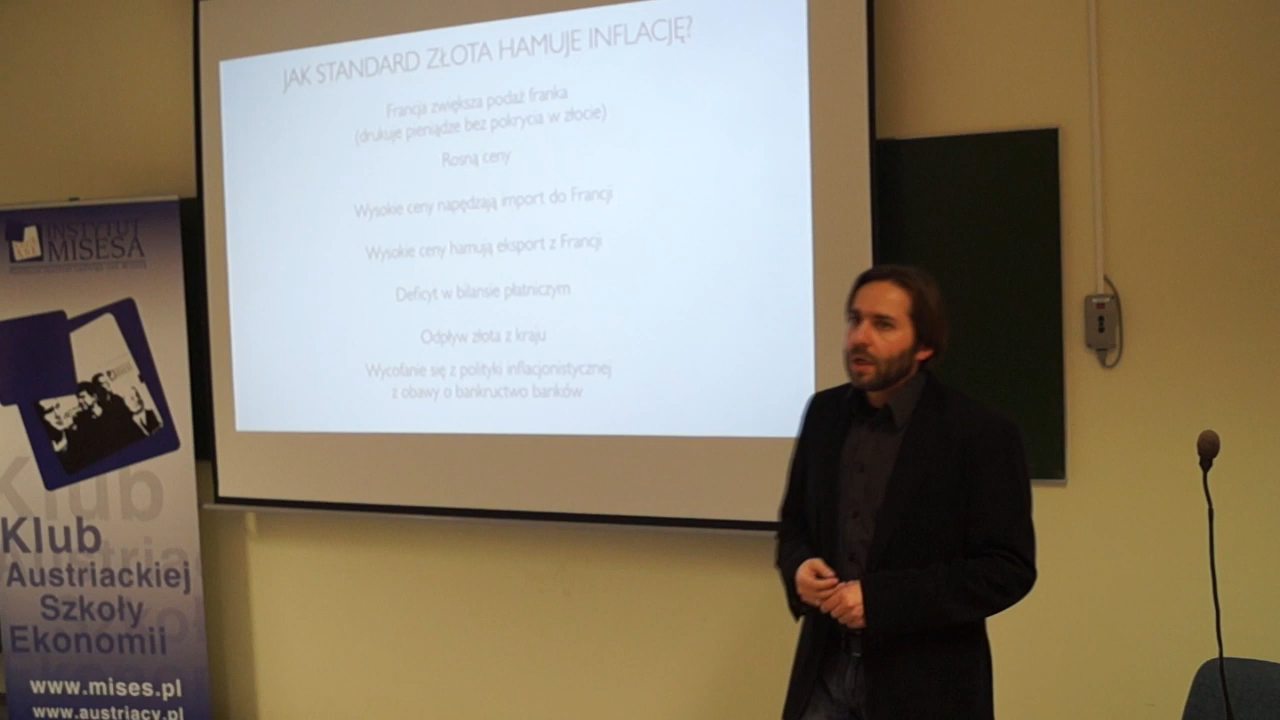 JAK STANDARD ZŁOTA HAMUJE INFLACJĘ?
Francja zwiększa podaż franka
(drukuje pieniądze bez pokrycia w złocie)
Rosną ceny
Wysokie ceny napędzają import do Francji
Wysokie ceny hamują eksport z Francji
Deficyt w bilansie płatniczym
Odpływ złota z kraju
Wycofanie się z polityki inflacjonistycznej
z obawy o bankructwo banków
INSTYTUT
MISESA
Klub
Klub
Austriackiej
Szkoły
Ekonomii
www.mises.pl
www.austriacy.pl